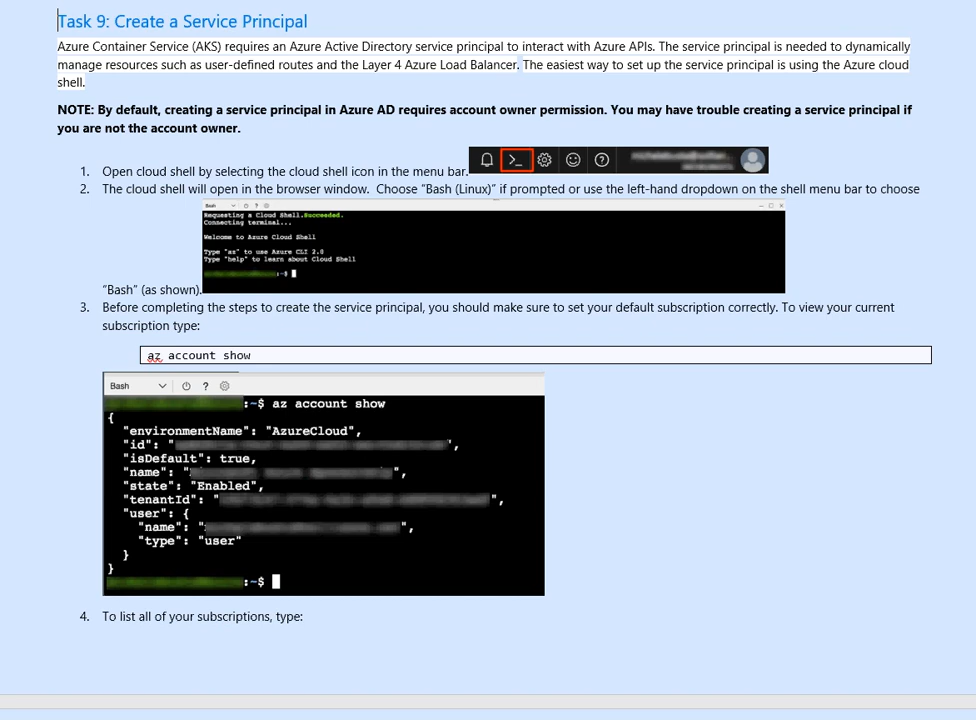 Task 9: Create a Service Principal
Azure Container Service (AKS) requires an Azure Active Directory service principal to interact with Azure APIs. The service principal is needed to dynamically
manage resources such as user-defined routes and the Layer 4 Azure Load Balancer. The easiest way to set up the service principal is using the Azure cloud
shell.
NOTE: By default, creating a service principal in Azure AD requires account owner permission. You may have trouble creating a service principal if
you are not the account owner.
1. Open cloud shell by selecting the cloud shell icon in the menu bar.
2. The cloud shell will open in the browser window. Choose "Bash (Linux)" if prompted or use the left-hand dropdown on the shell menu bar to choose
Bash
Requesting a Cloud Shell.Succeeded.
Connecting terminal...
Welcome to Azure Cloud Shell
Type "az" to use Azure CLI 2.0
Type "help" to learn about Cloud Shell
:~$
"Bash" (as shown).
3. Before completing the steps to create the service principal, you should make sure to set your default subscription correctly. To view your current
subscription type:
az account show
Bash ?
:~$ az account show
{
"environmentName": "AzureCloud",
"id": "",
"isDefault": true,
"name": "",
"state": "Enabled",
"tenantId": "",
"user": {
"name": "",
"type": "user"
}
}
:~$
4. To list all of your subscriptions, type: